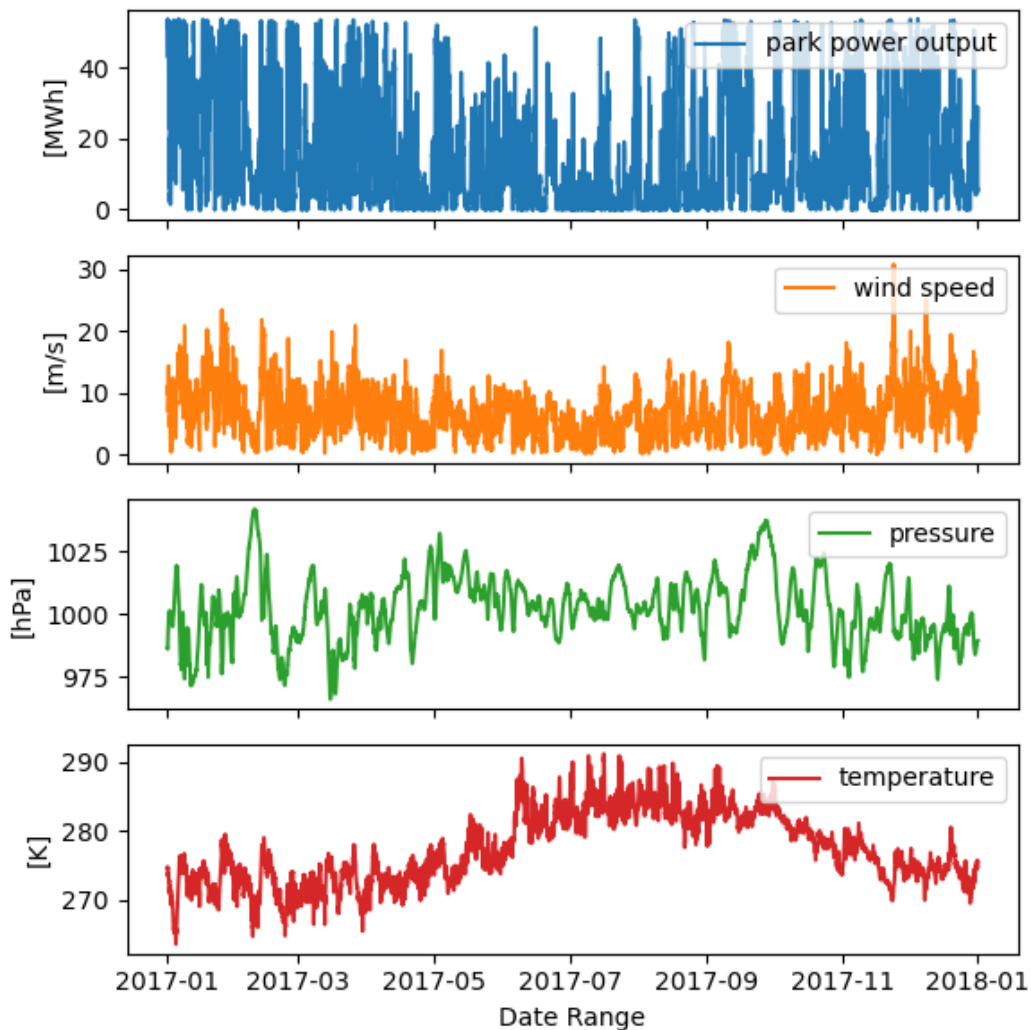 park power output
40
20
0
[MWh]
wind speed
30
20
10
0
[m/s]
pressure
1025
1000
975
[hPa]
temperature
290
280
270
[K]
2017-01 2017-03 2017-05 2017-07 2017-09 2017-11 2018-01
Date Range